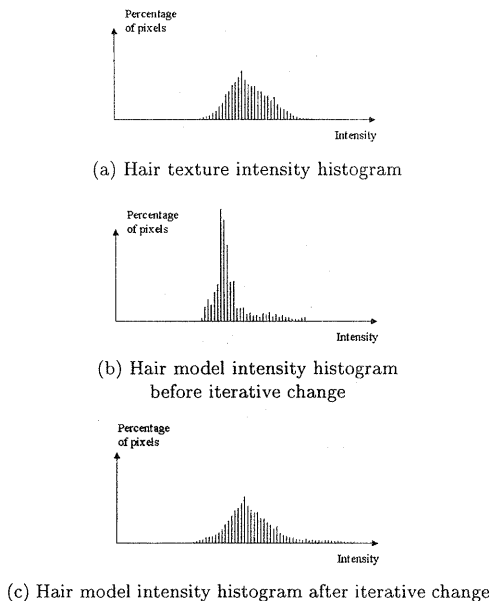 Percentage
of pixels
Intensity
(a) Hair texture intensity histogram
Percentage
of pixels
Intensity
(b) Hair model intensity histogram
before iterative change
Percentage
of pixels
Intensity
(c) Hair model intensity histogram after iterative change